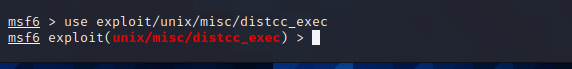 msf6 > use exploit/unix/misc/distcc_exec
msf6 exploit(unix/misc/distcc_exec) >